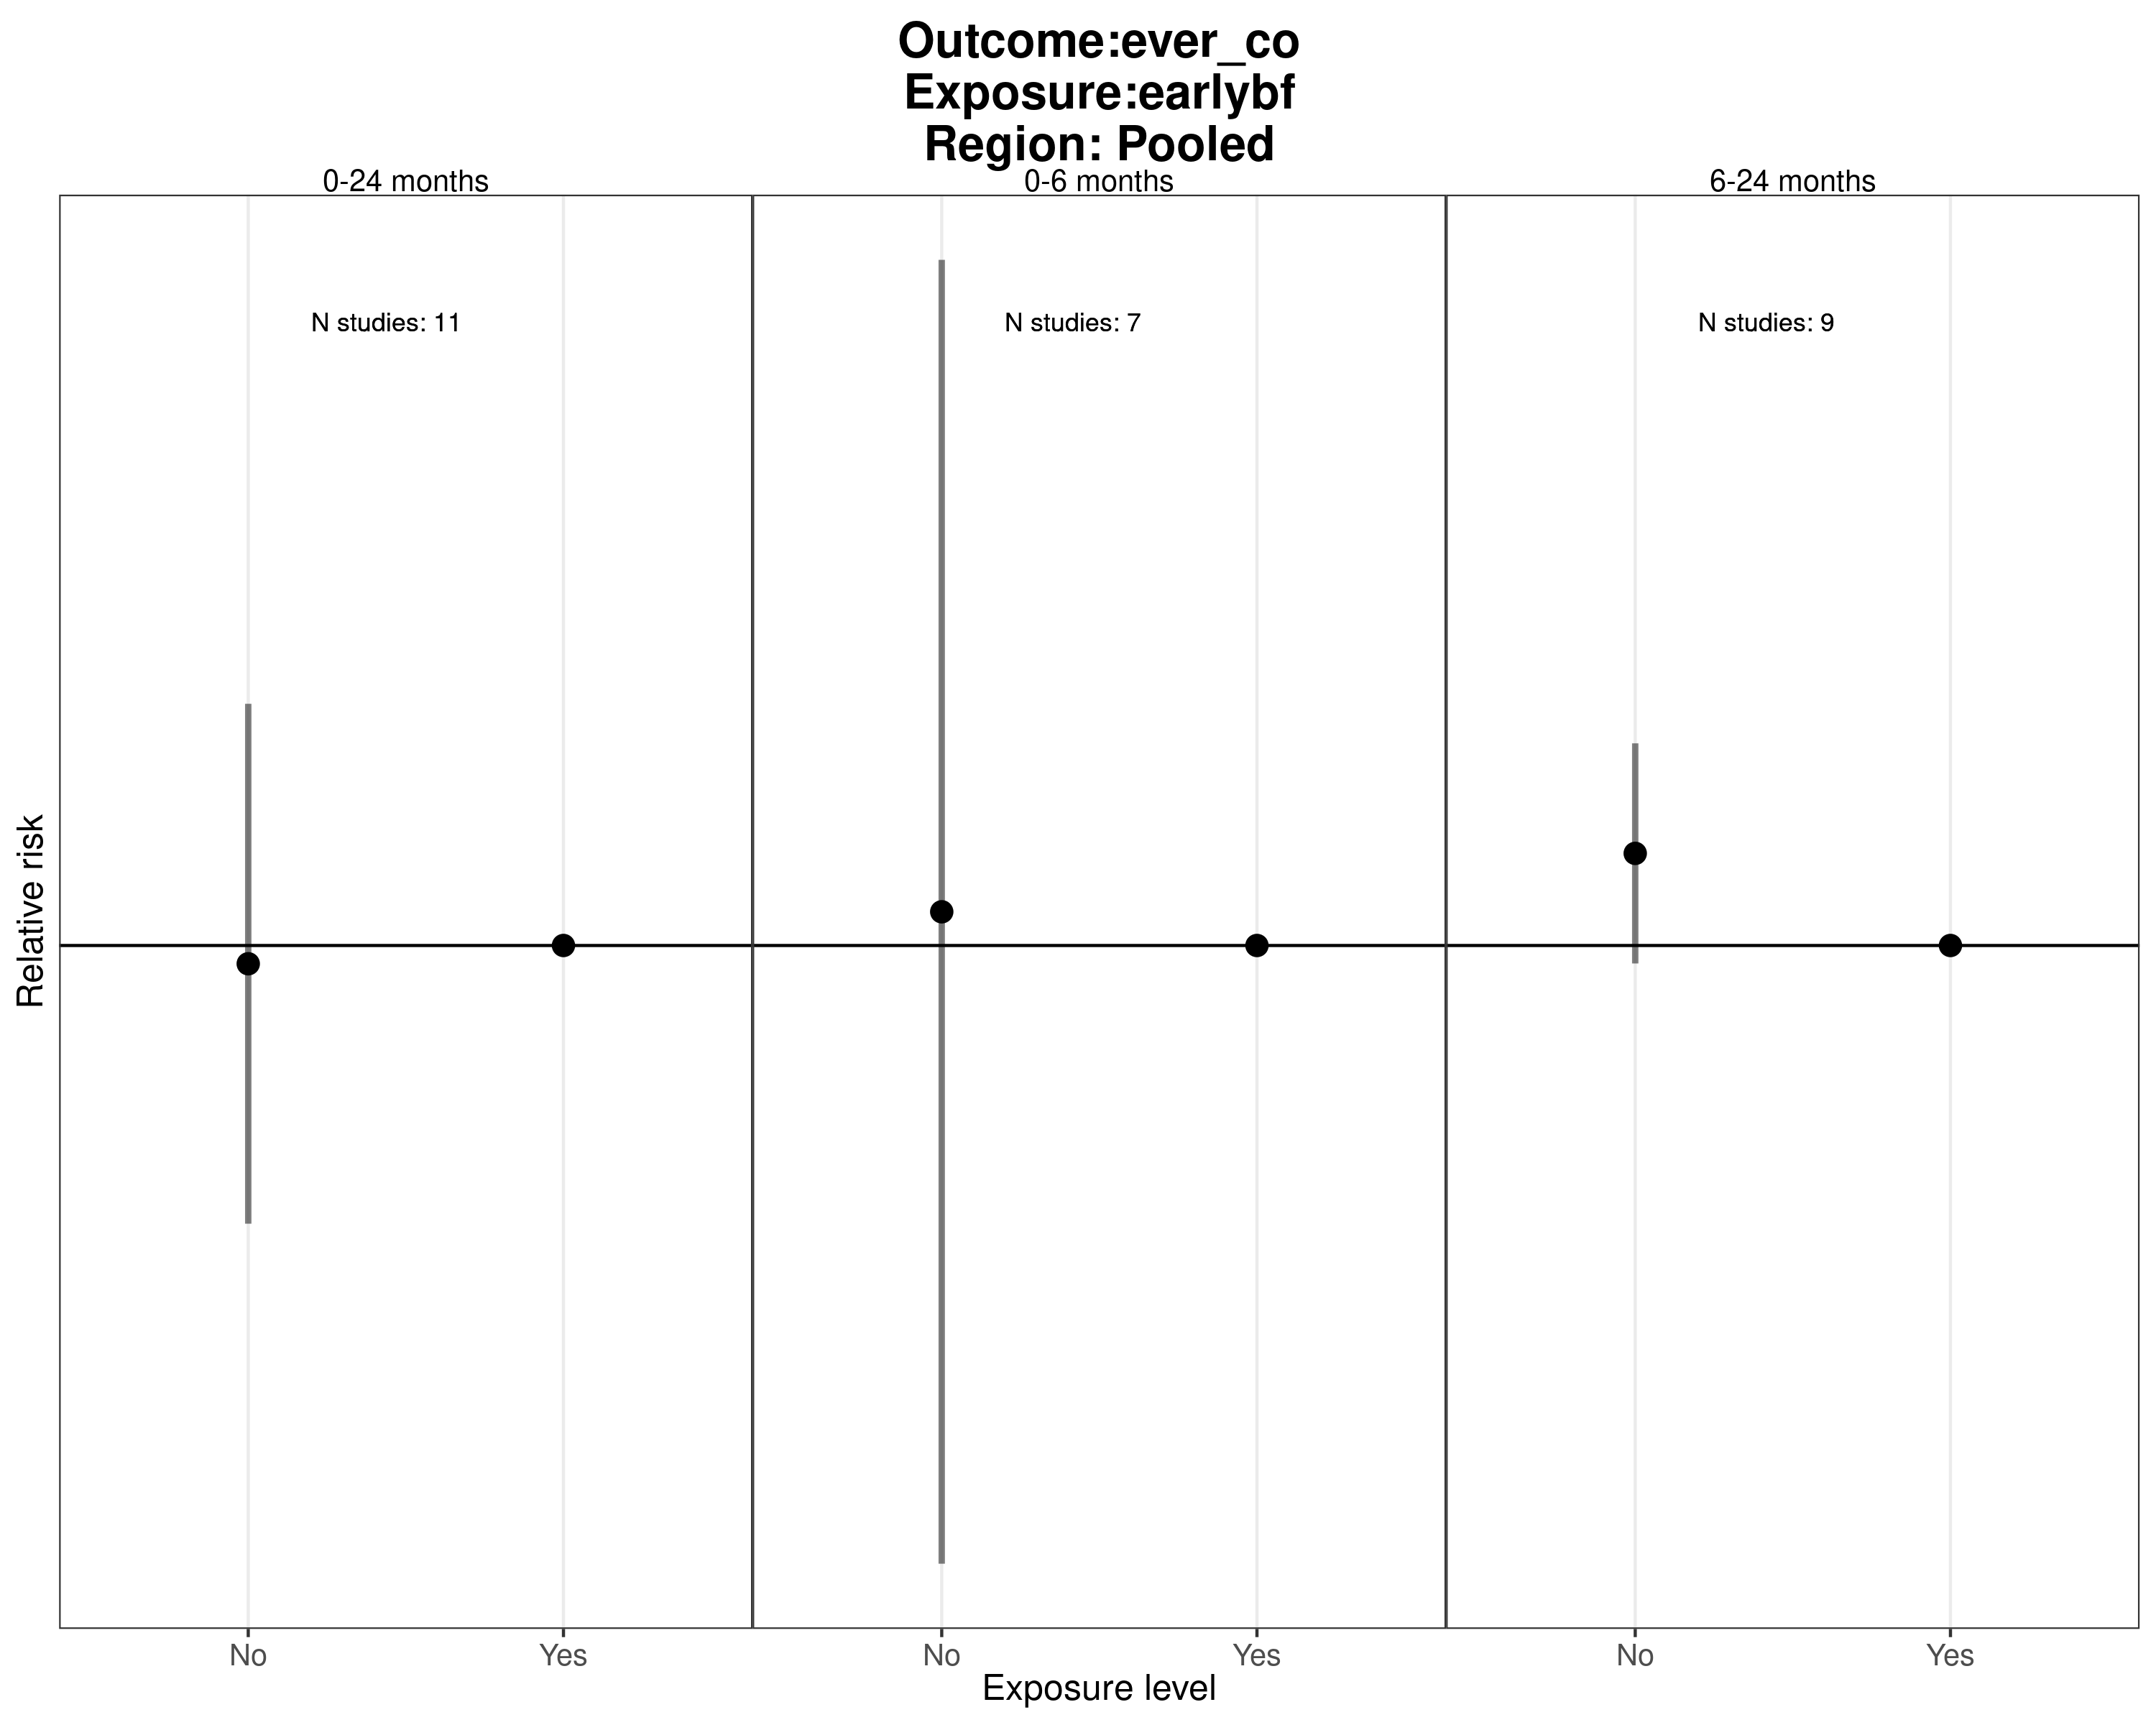 Outcome:ever_co
Exposure:earlybf
Region: Pooled
0-24 months
0-6 months
6-24 months
N studies: 11
N studies: 7
N studies: 9
Relative risk
No
Yes
No
Yes
No
Yes
Exposure level